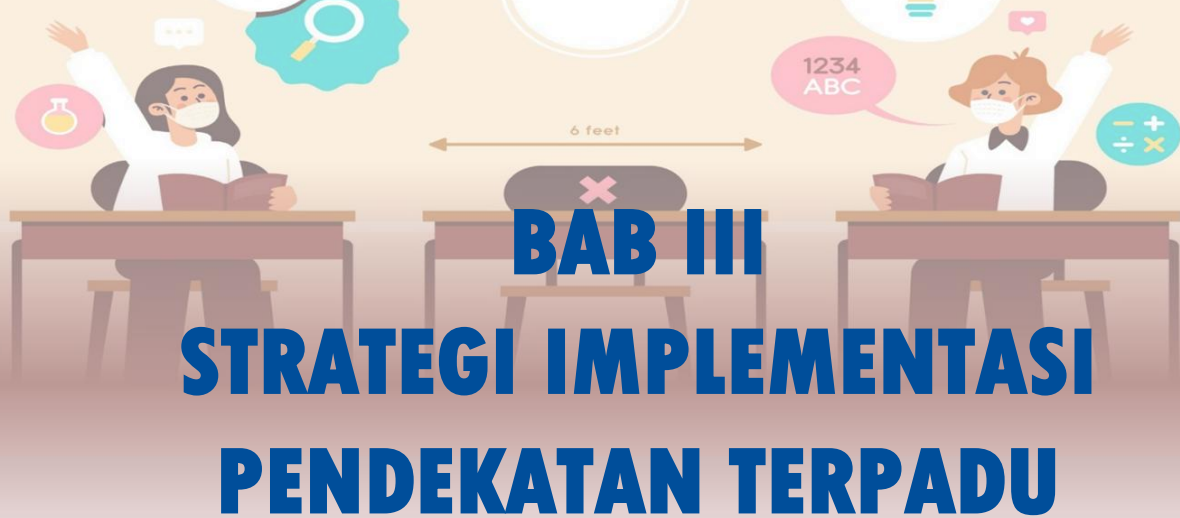 1234
ABC
6 feet
BAB III
STRATEGI IMPLEMENTASI
PENDEKATAN TERPADU